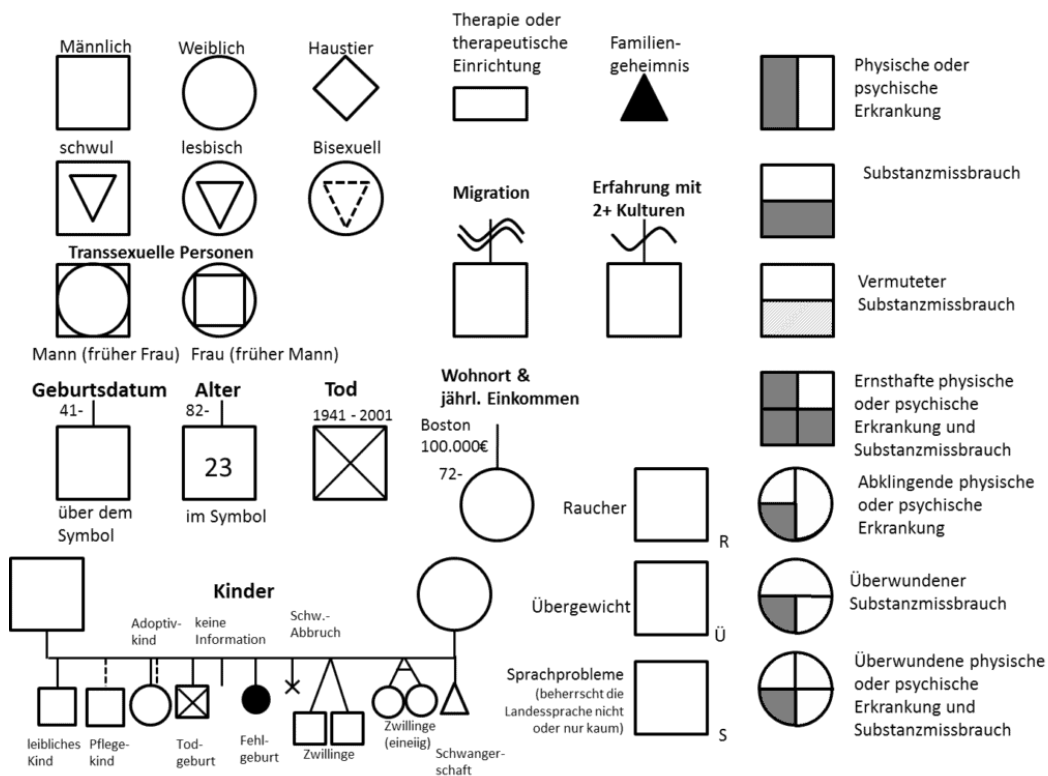 Männlich
Weiblich
Haustier
Therapie oder
therapeutische
Einrichtung
Familien-
geheimnis
Physische oder
psychische
Erkrankung
schwul
lesbisch
Bisexuell
Migration
Erfahrung mit
2+ Kulturen
Substanzmissbrauch
Transsexuelle Personen
Mann (früher Frau)
Frau (früher Mann)
Vermuteter
Substanzmissbrauch
Geburtsdatum
41-
über dem
Symbol
Alter
82-
23
im Symbol
Tod
1941 - 2001
Wohnort &
jährl. Einkommen
Boston
100.000€
72-
Ernsthafte physische
oder psychische
Erkrankung und
Substanzmissbrauch
Raucher
R
Abklingende physische
oder psychische
Erkrankung
Übergewicht
Ü
Überwundener
Substanzmissbrauch
Sprachprobleme
(beherrscht die
Landessprache nicht
oder nur kaum)
S
Überwundene physische
oder psychische
Erkrankung und
Substanzmissbrauch
Kinder
Adoptiv-
kind
keine
Information
Schw.-
Abbruch
leibliches
Kind
Pflege-
kind
Tod-
geburt
Fehl-
geburt
Zwillinge
Zwillinge
(eineiig)
Schwanger-
schaft